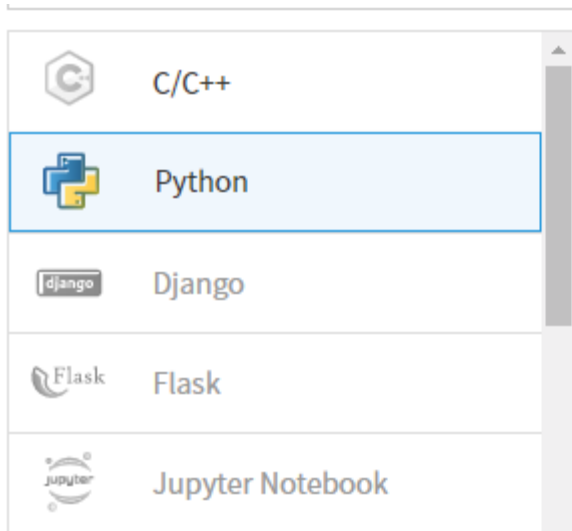 C++
C/C++
Python
django
Django
Flask
Flask
jupyter
Jupyter Notebook